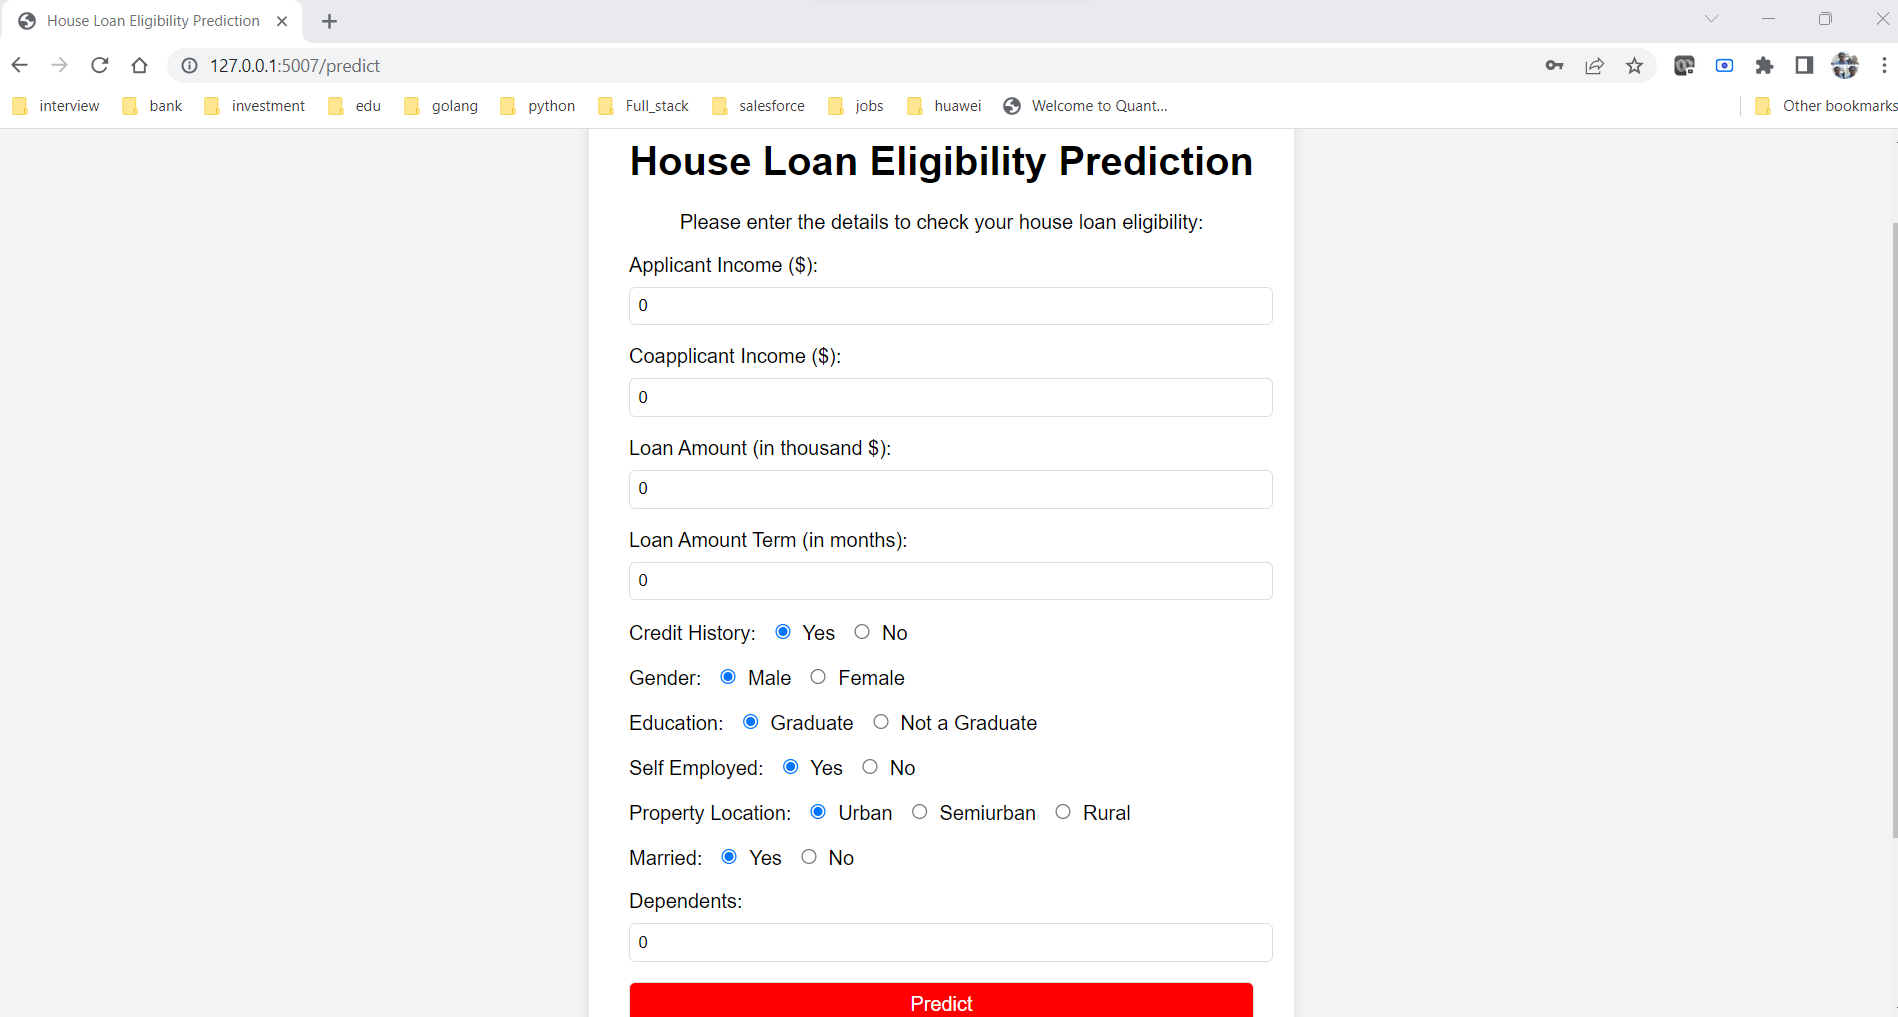 House Loan Eligibility Prediction
127.0.0.1:5007/predict
interview bank investment edu golang python Full_stack salesforce jobs huawei Welcome to Quant... Other bookmarks
House Loan Eligibility Prediction
Please enter the details to check your house loan eligibility:
Applicant Income ($):
0
Coapplicant Income ($):
0
Loan Amount (in thousand $):
0
Loan Amount Term (in months):
0
Credit History: Yes No
Gender: Male Female
Education: Graduate Not a Graduate
Self Employed: Yes No
Property Location: Urban Semiurban Rural
Married: Yes No
Dependents:
0
Predict